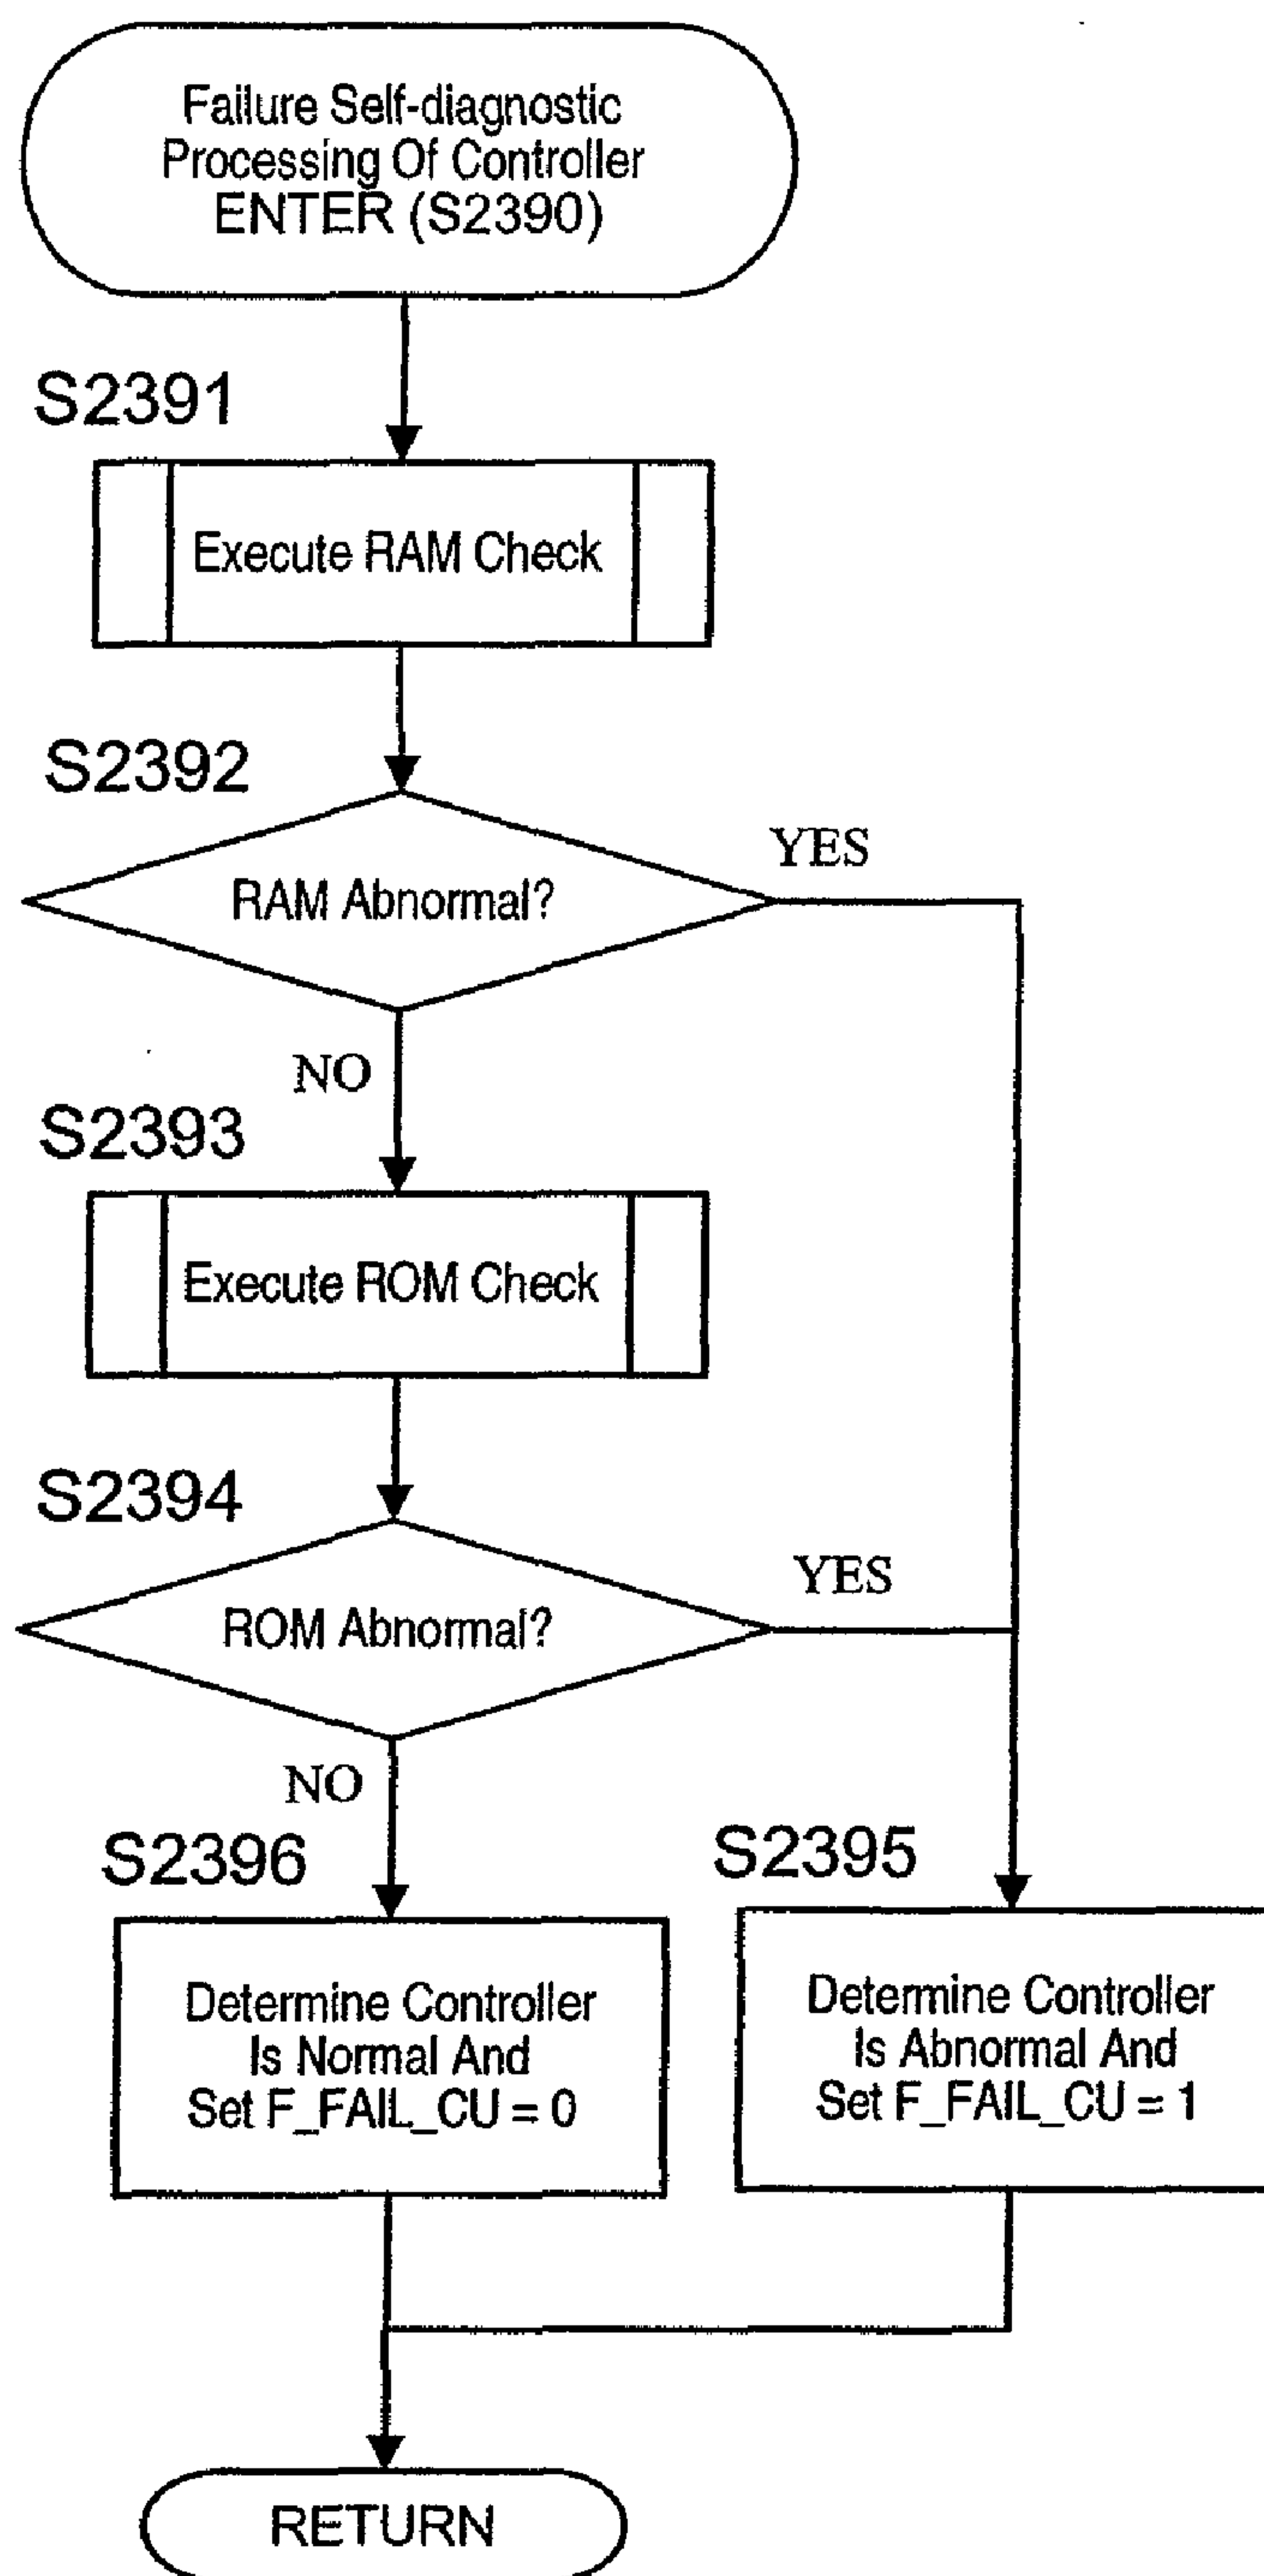 Failure Self-diagnostic
Processing Of Controller
ENTER (S2390)
S2391
Execute RAM Check
S2392
RAM Abnormal?
YES
NO
S2393
Execute ROM Check
S2394
ROM Abnormal?
YES
NO
S2396
Determine Controller
Is Normal And
Set F_FAIL_CU = 0
S2395
Determine Controller
Is Abnormal And
Set F_FAIL_CU = 1
RETURN